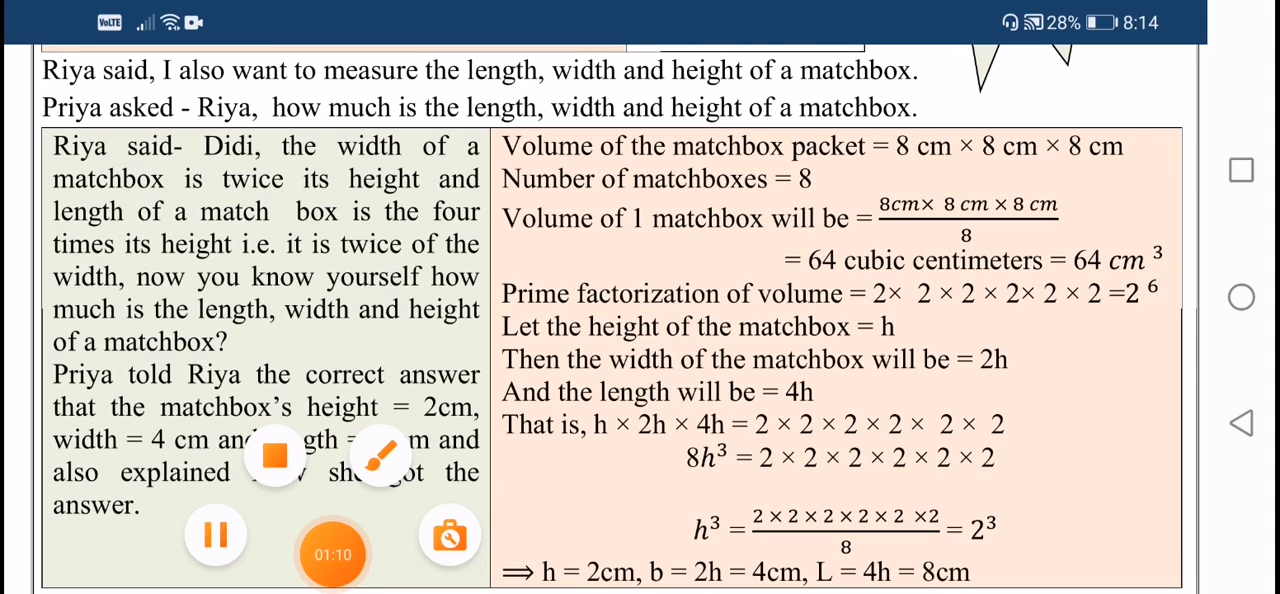 VoLTE 28% 8:14
Riya said, I also want to measure the length, width and height of a matchbox.
Priya asked - Riya, how much is the length, width and height of a matchbox.
Riya said- Didi, the width of a
matchbox is twice its height and
length of a match box is the four
times its height i.e. it is twice of the
width, now you know yourself how
much is the length, width and height
of a matchbox?
Priya told Riya the correct answer
that the matchbox's height = 2cm,
width = 4 cm and
also explained got the
answer.
01:10
Volume of the matchbox packet = 8 cm × 8 cm × 8 cm
Number of matchboxes = 8
Volume of 1 matchbox will be = 8cm× 8 cm × 8 cm
8
= 64 cubic centimeters = 64 cm ³
Prime factorization of volume = 2× 2 × 2 × 2× 2 × 2 =2 ⁶
Let the height of the matchbox = h
Then the width of the matchbox will be = 2h
And the length will be = 4h
That is, h × 2h × 4h = 2 × 2 × 2 × 2 × 2 × 2
8h³ = 2 × 2 × 2 × 2 × 2 × 2
h³ = 2 × 2 × 2 × 2 × 2 ×2 = 2³
8
⟹ h = 2cm, b = 2h = 4cm, L = 4h = 8cm